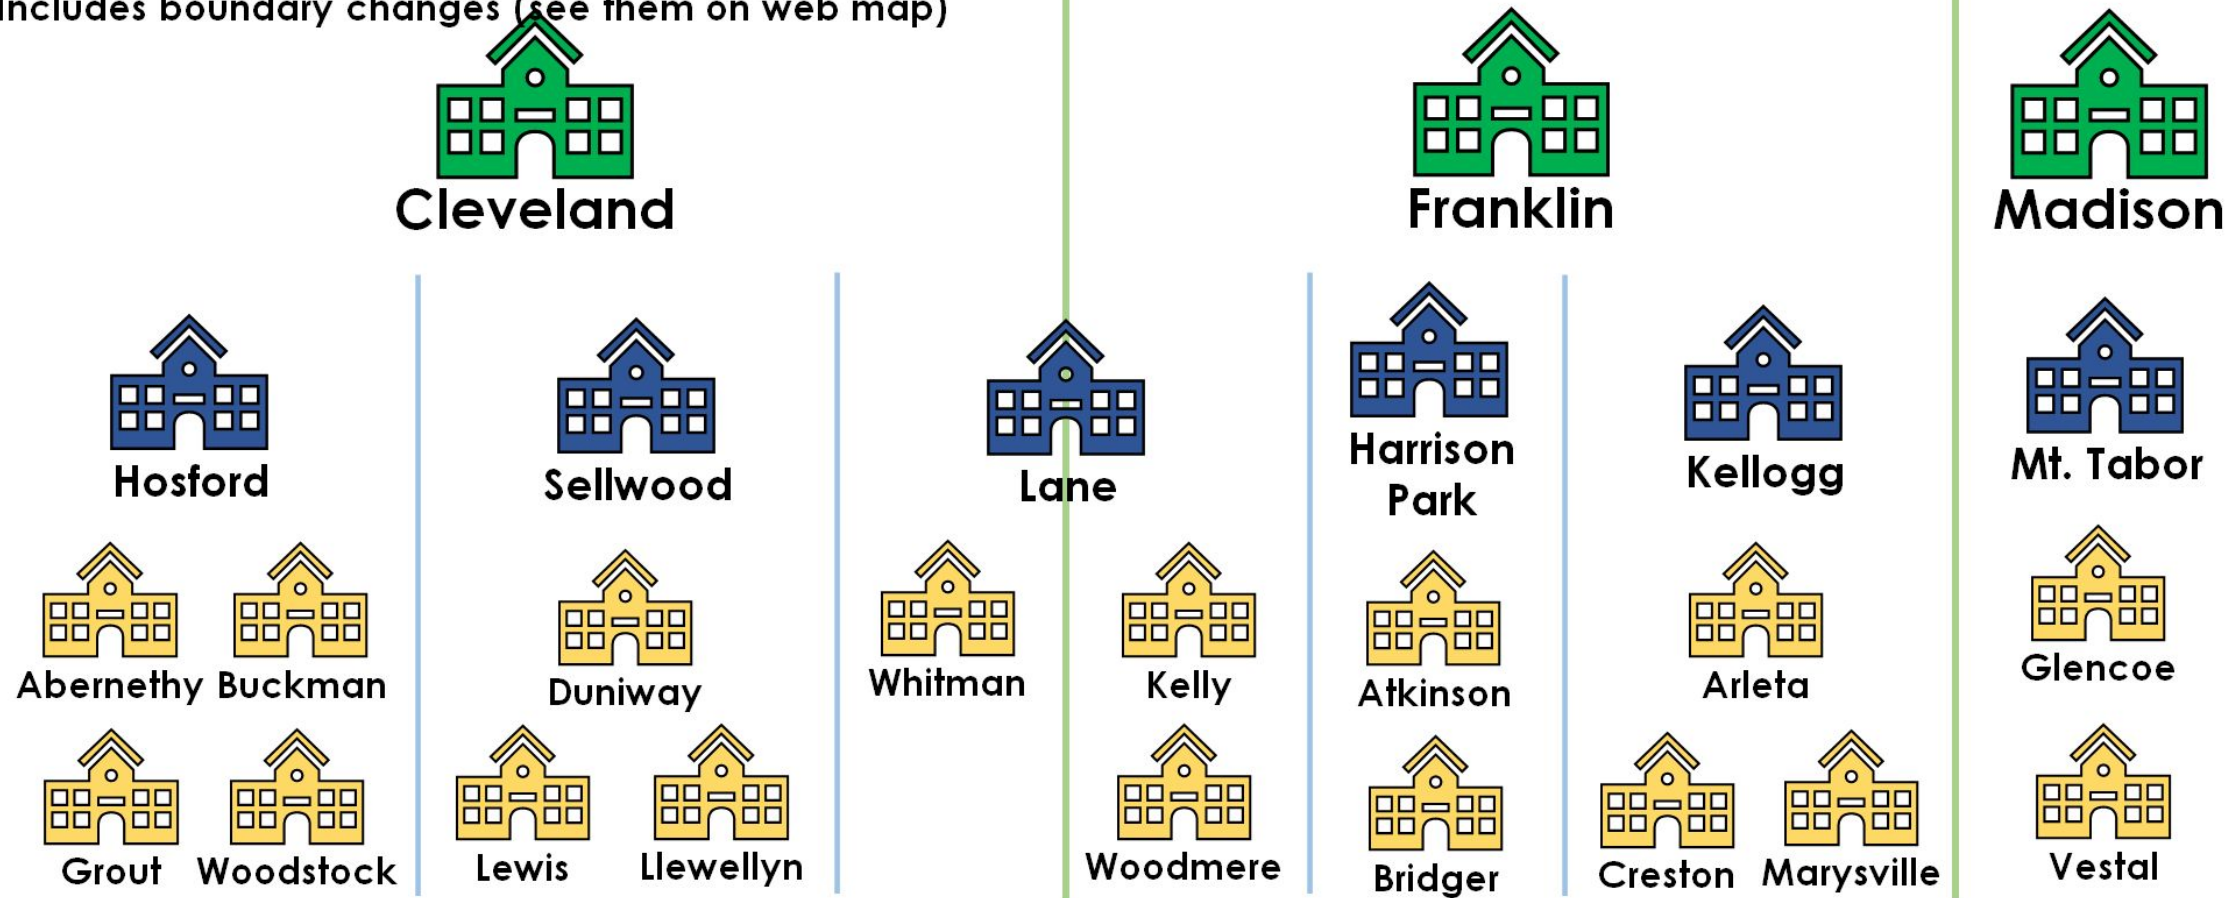 Includes boundary changes (see them on web map)
Cleveland
Franklin
Madison
Hosford
Sellwood
Lane
Harrison
Park
Kellogg
Mt. Tabor
Abernethy
Buckman
Duniway
Whitman
Kelly
Atkinson
Arleta
Glencoe
Grout
Woodstock
Lewis
Llewellyn
Woodmere
Bridger
Creston
Marysville
Vestal